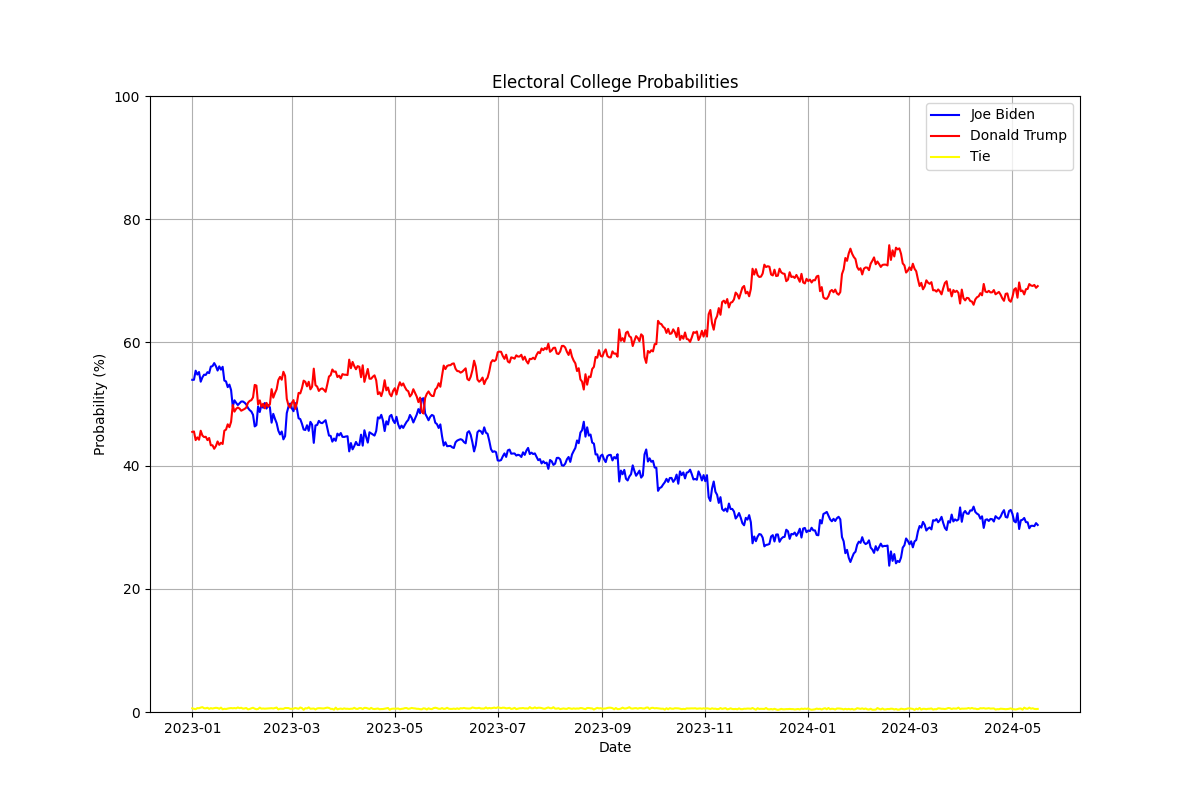 Electoral College Probabilities
Joe Biden
Donald Trump
Tie
Probability (%)
100
80
60
40
20
0
2023-01 2023-03 2023-05 2023-07 2023-09 2023-11 2024-01 2024-03 2024-05
Date